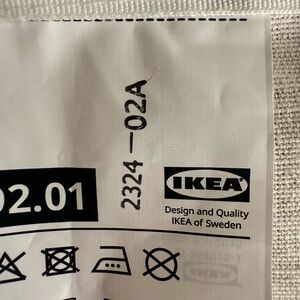 2324-02A
02.01
IKEA
Design and Quality
IKEA of Sweden